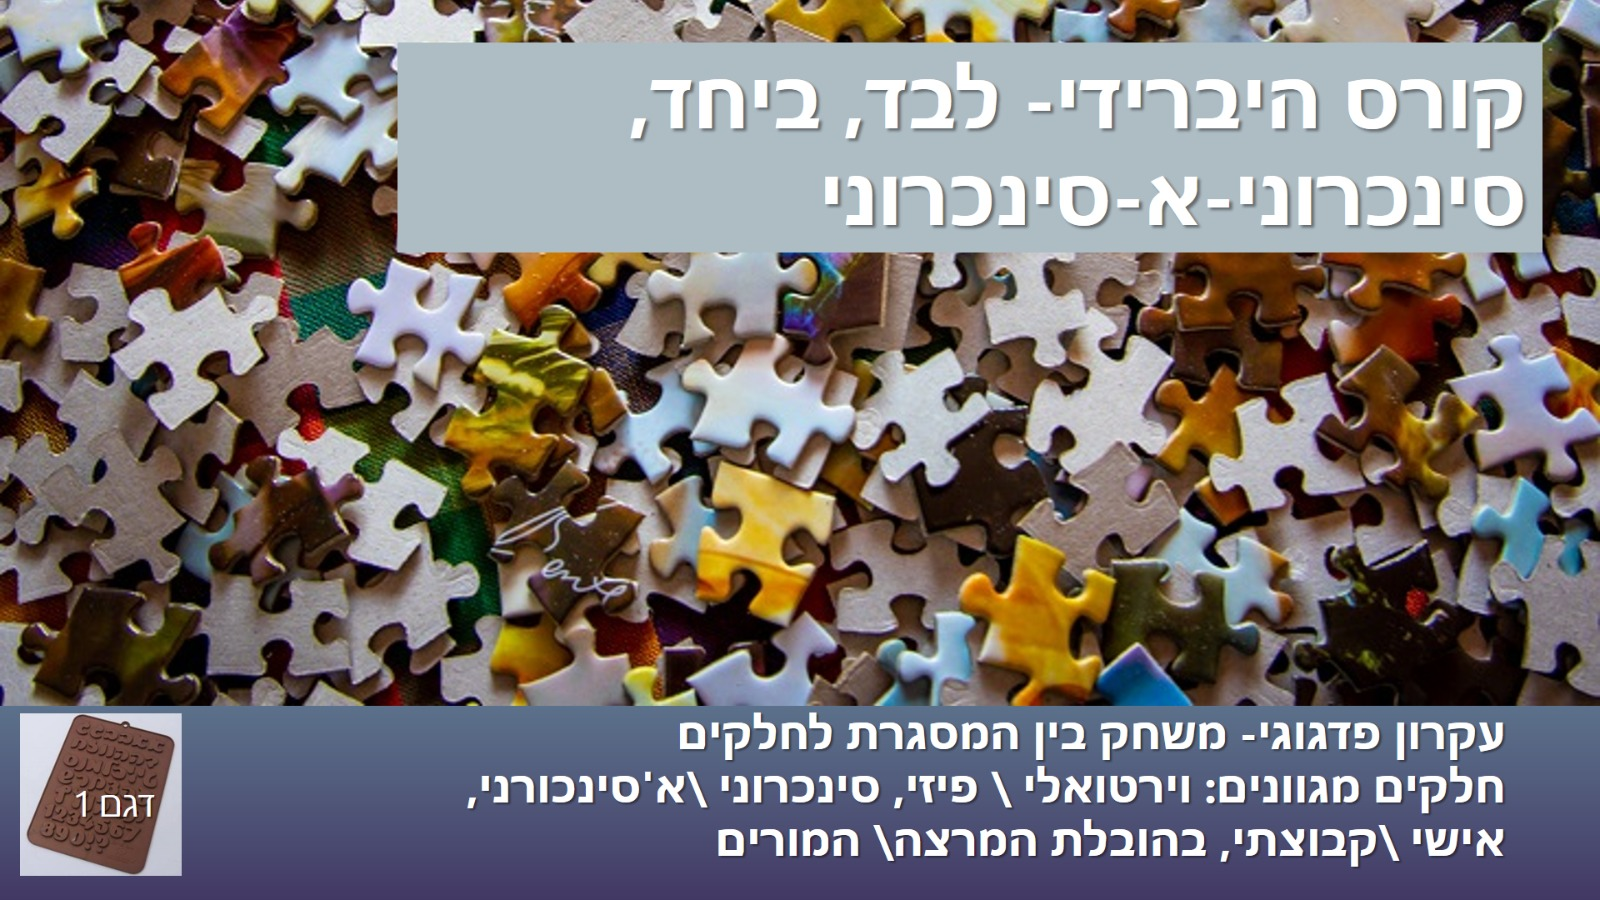 קורס היברידי- לבד, ביחד,
סינכרוני-א-סינכרוני
עקרון פדגוגי- משחק בין המסגרת לחלקים
חלקים מגוונים: וירטואלי \ פיזי, סינכרוני \א'סינכורני,
אישי \קבוצתי, בהובלת המרצה\ המורים
דגם 1